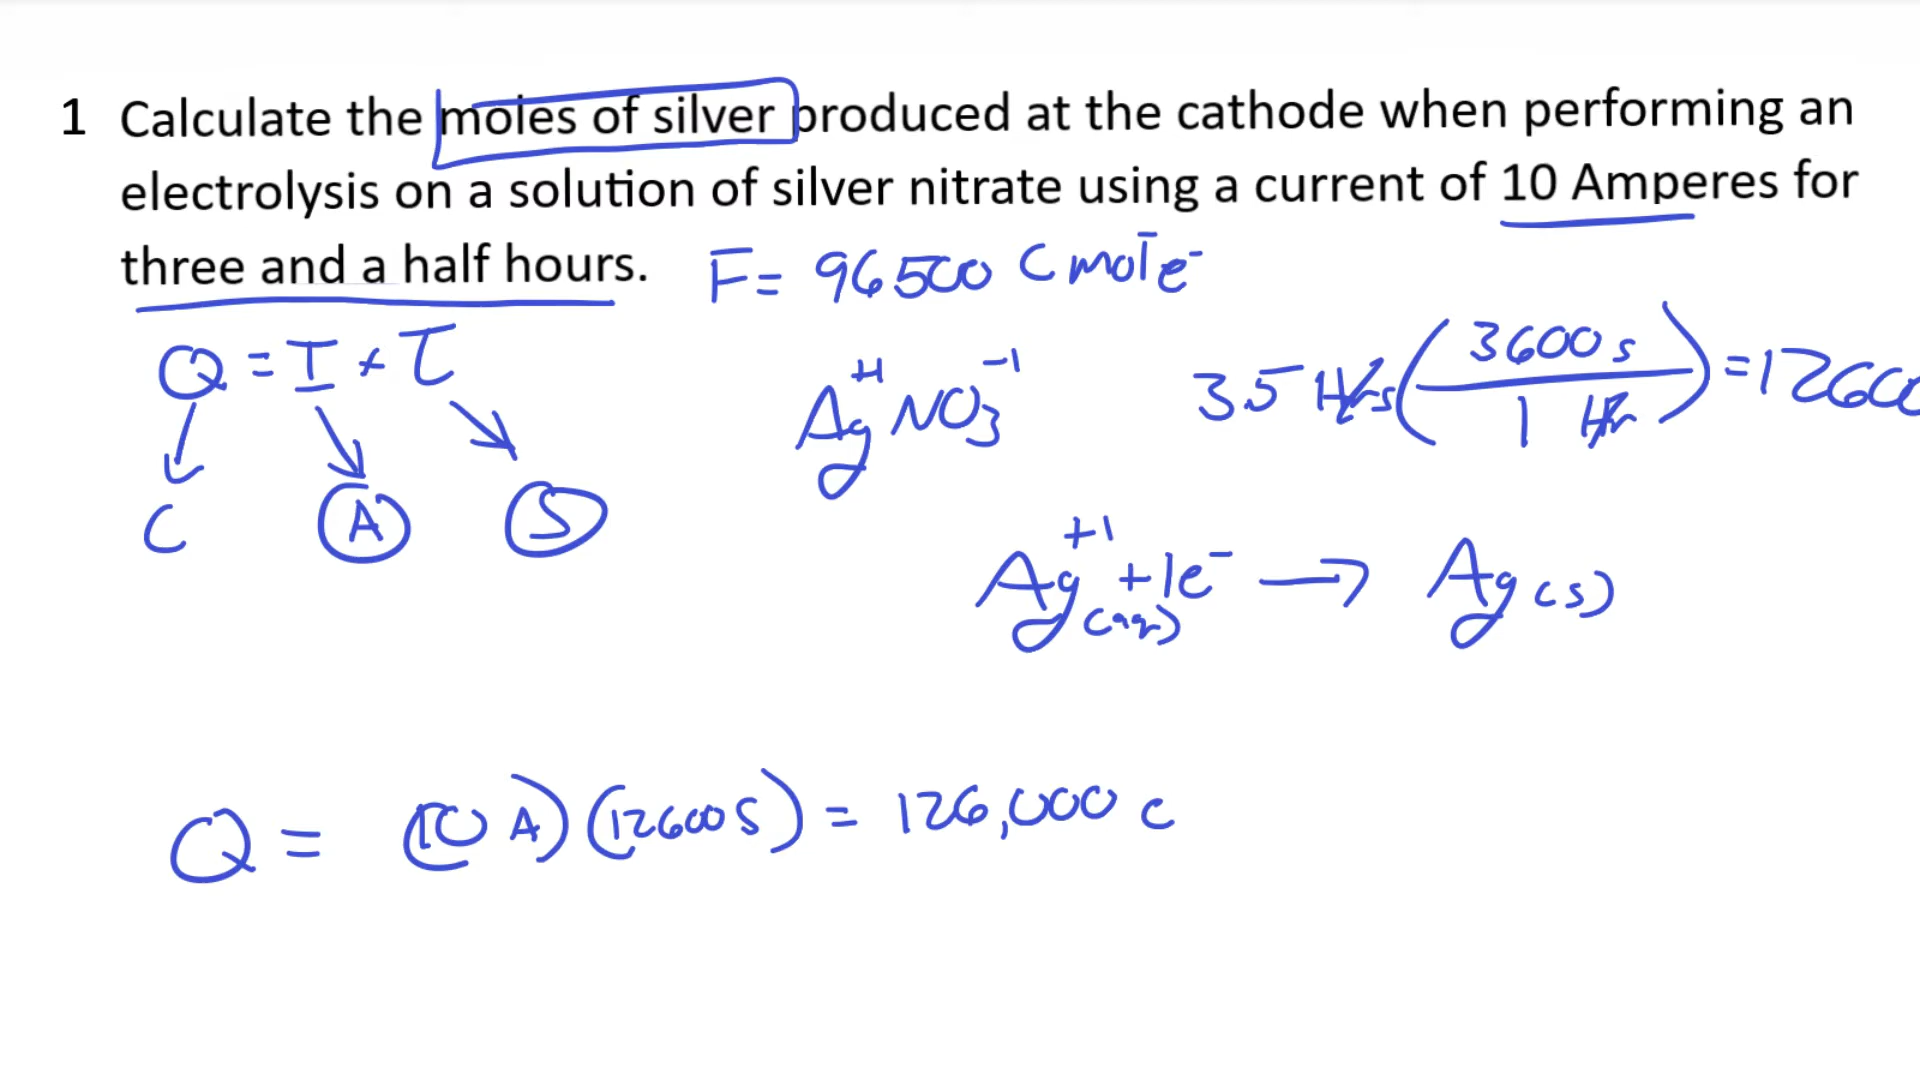 1 Calculate the moles of silver produced at the cathode when performing an
electrolysis on a solution of silver nitrate using a current of 10 Amperes for
three and a half hours. F = 96500 C mol⁻ e⁻
Q = I × t
C A S
Ag⁺¹ NO₃⁻¹
3.5 Hrs (3600 s / 1 Hr) = 12600
Ag⁺¹(aq) + 1e⁻ → Ag(s)
Q = (10 A)(12600 s) = 126,000 C